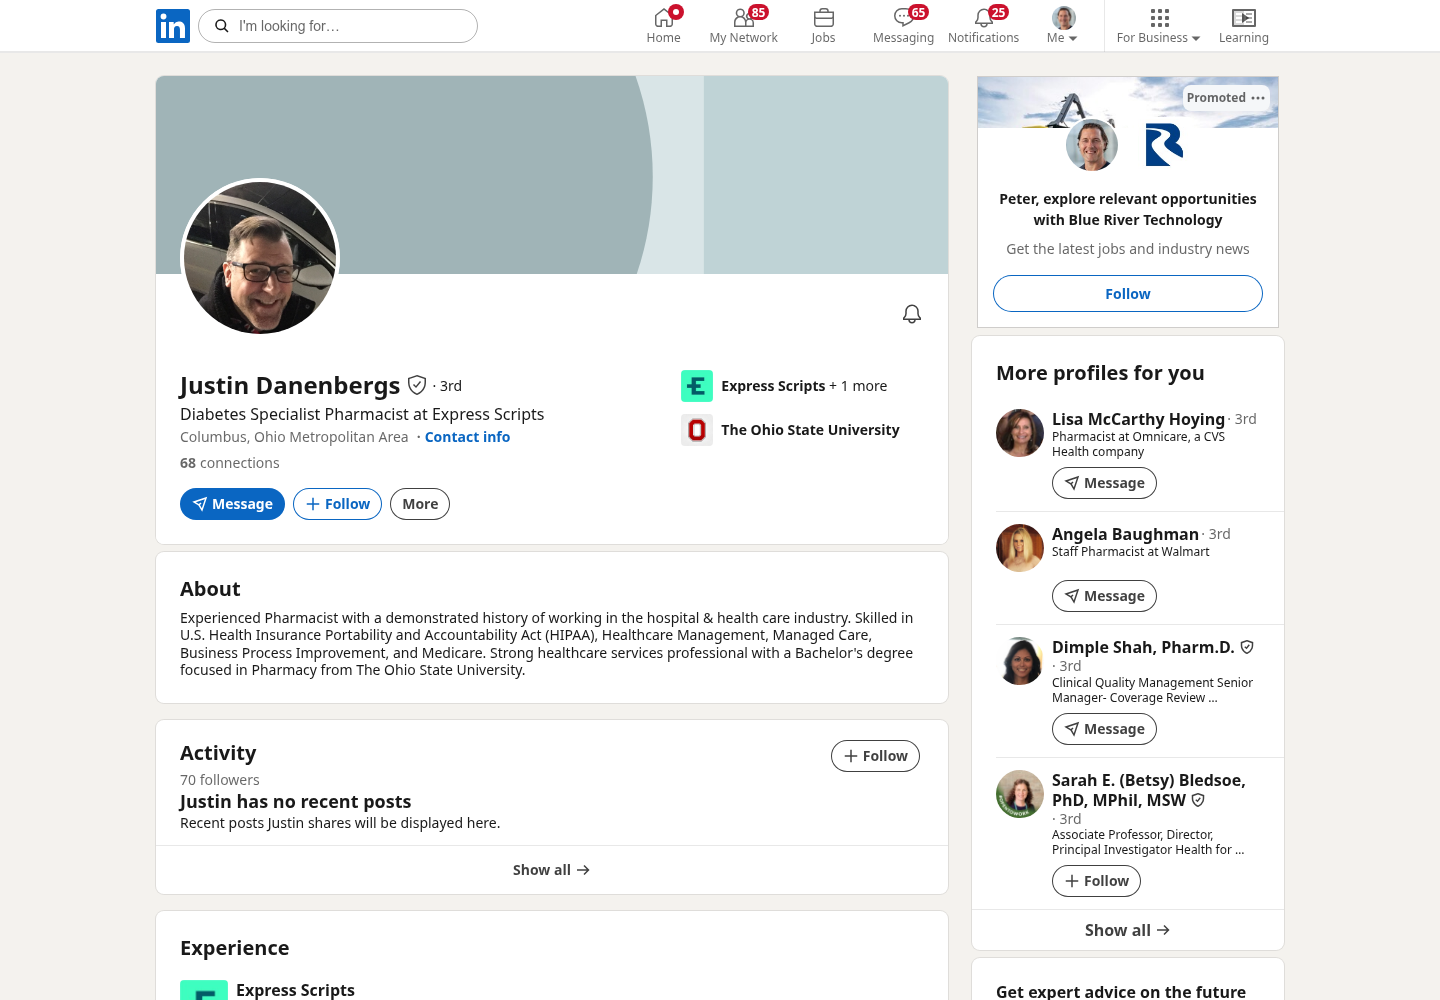 in
I'm looking for…
Home
85
My Network
Jobs
65
Messaging
25
Notifications
Me
For Business
Learning
Justin Danenbergs · 3rd
Diabetes Specialist Pharmacist at Express Scripts
Columbus, Ohio Metropolitan Area · Contact info
68 connections
Message
Follow
More
Express Scripts + 1 more
The Ohio State University
About
Experienced Pharmacist with a demonstrated history of working in the hospital & health care industry. Skilled in
U.S. Health Insurance Portability and Accountability Act (HIPAA), Healthcare Management, Managed Care,
Business Process Improvement, and Medicare. Strong healthcare services professional with a Bachelor's degree
focused in Pharmacy from The Ohio State University.
Activity
70 followers
Follow
Justin has no recent posts
Recent posts Justin shares will be displayed here.
Show all →
Experience
Express Scripts
Promoted
Peter, explore relevant opportunities
with Blue River Technology
Get the latest jobs and industry news
Follow
More profiles for you
Lisa McCarthy Hoying · 3rd
Pharmacist at Omnicare, a CVS
Health company
Message
Angela Baughman · 3rd
Staff Pharmacist at Walmart
Message
Dimple Shah, Pharm.D.
· 3rd
Clinical Quality Management Senior
Manager- Coverage Review ...
Message
Sarah E. (Betsy) Bledsoe,
PhD, MPhil, MSW
· 3rd
Associate Professor, Director,
Principal Investigator Health for ...
Follow
Show all →
Get expert advice on the future